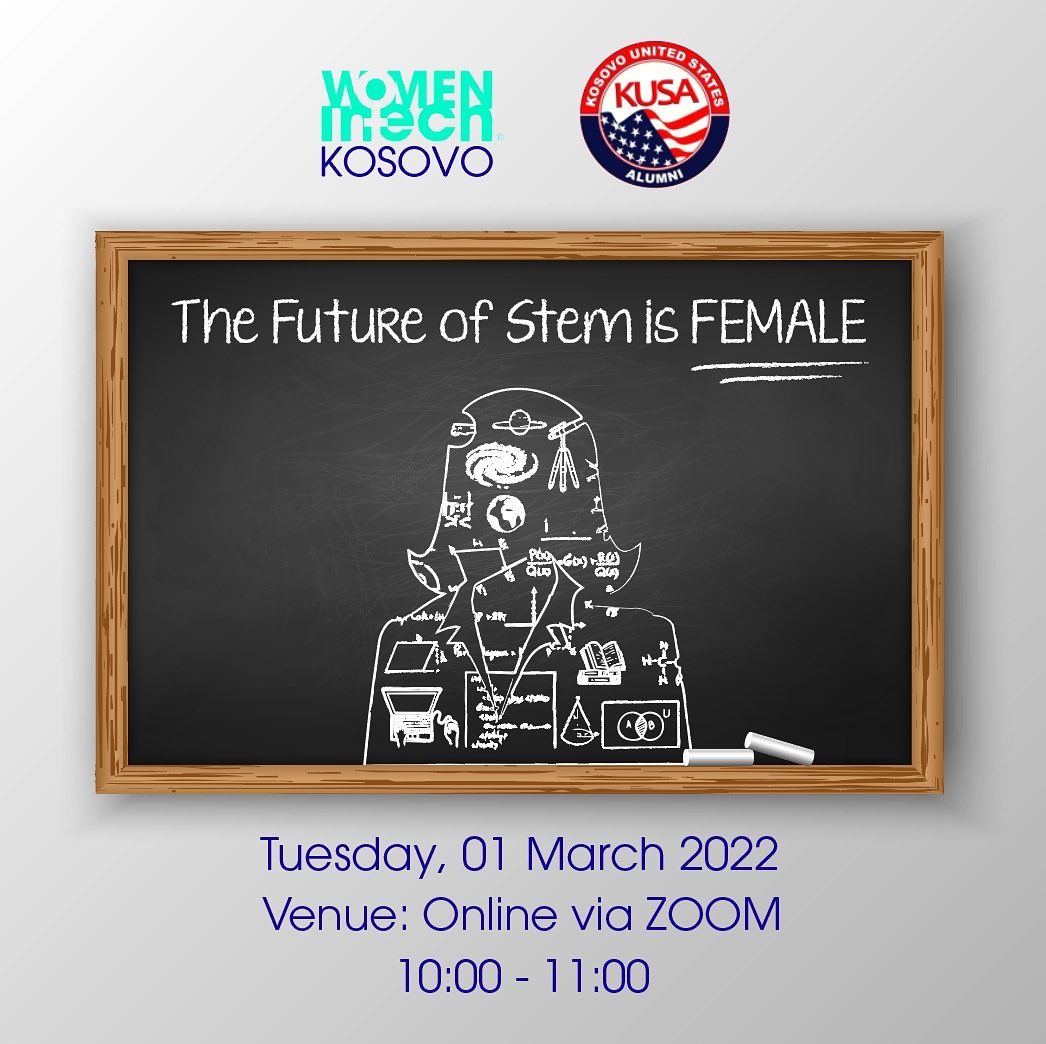 WOMEN
in tech®
KOSOVO
KOSOVO UNITED STATES
KUSA
ALUMNI
The Future of Stem is FEMALE
P(x)
Q(x)
G(x) +
R(x)
Q(x)
A B U
Tuesday, 01 March 2022
Venue: Online via ZOOM
10:00 - 11:00